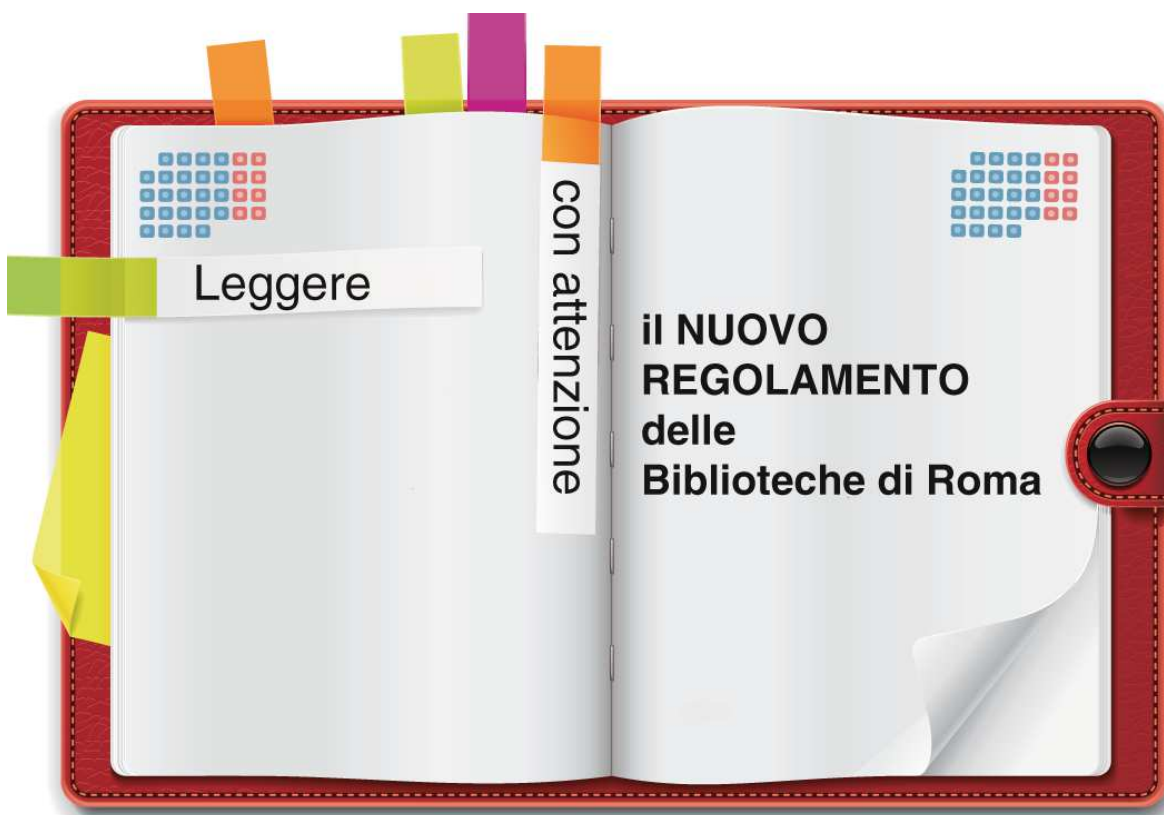 Leggere
con attenzione
il NUOVO
REGOLAMENTO
delle
Biblioteche di Roma